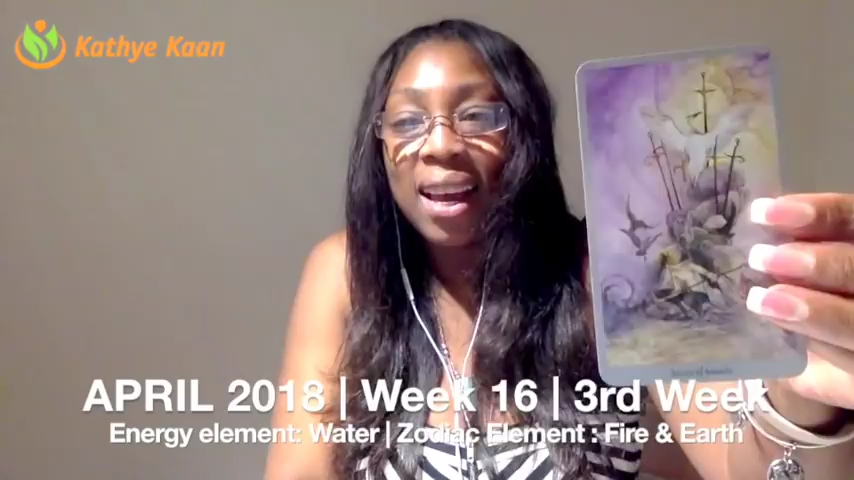 Kathye Kaan
APRIL 2018 | Week 16 | 3rd Week
Energy element: Water | Zodiac Element : Fire & Earth